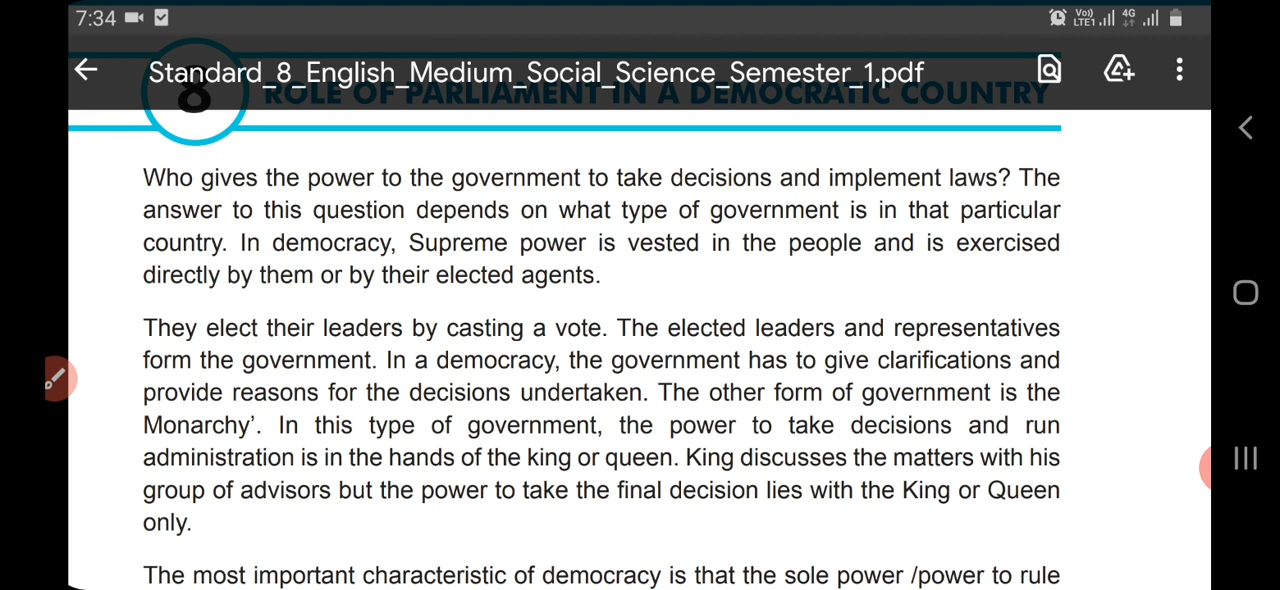 7:34
Vo)) LTE1 4G
Standard_8_English_Medium_Social_Science_Semester_1.pdf
8 ROLE OF PARLIAMENT IN A DEMOCRATIC COUNTRY
Who gives the power to the government to take decisions and implement laws? The
answer to this question depends on what type of government is in that particular
country. In democracy, Supreme power is vested in the people and is exercised
directly by them or by their elected agents.
They elect their leaders by casting a vote. The elected leaders and representatives
form the government. In a democracy, the government has to give clarifications and
provide reasons for the decisions undertaken. The other form of government is the
Monarchy’. In this type of government, the power to take decisions and run
administration is in the hands of the king or queen. King discusses the matters with his
group of advisors but the power to take the final decision lies with the King or Queen
only.
The most important characteristic of democracy is that the sole power /power to rule